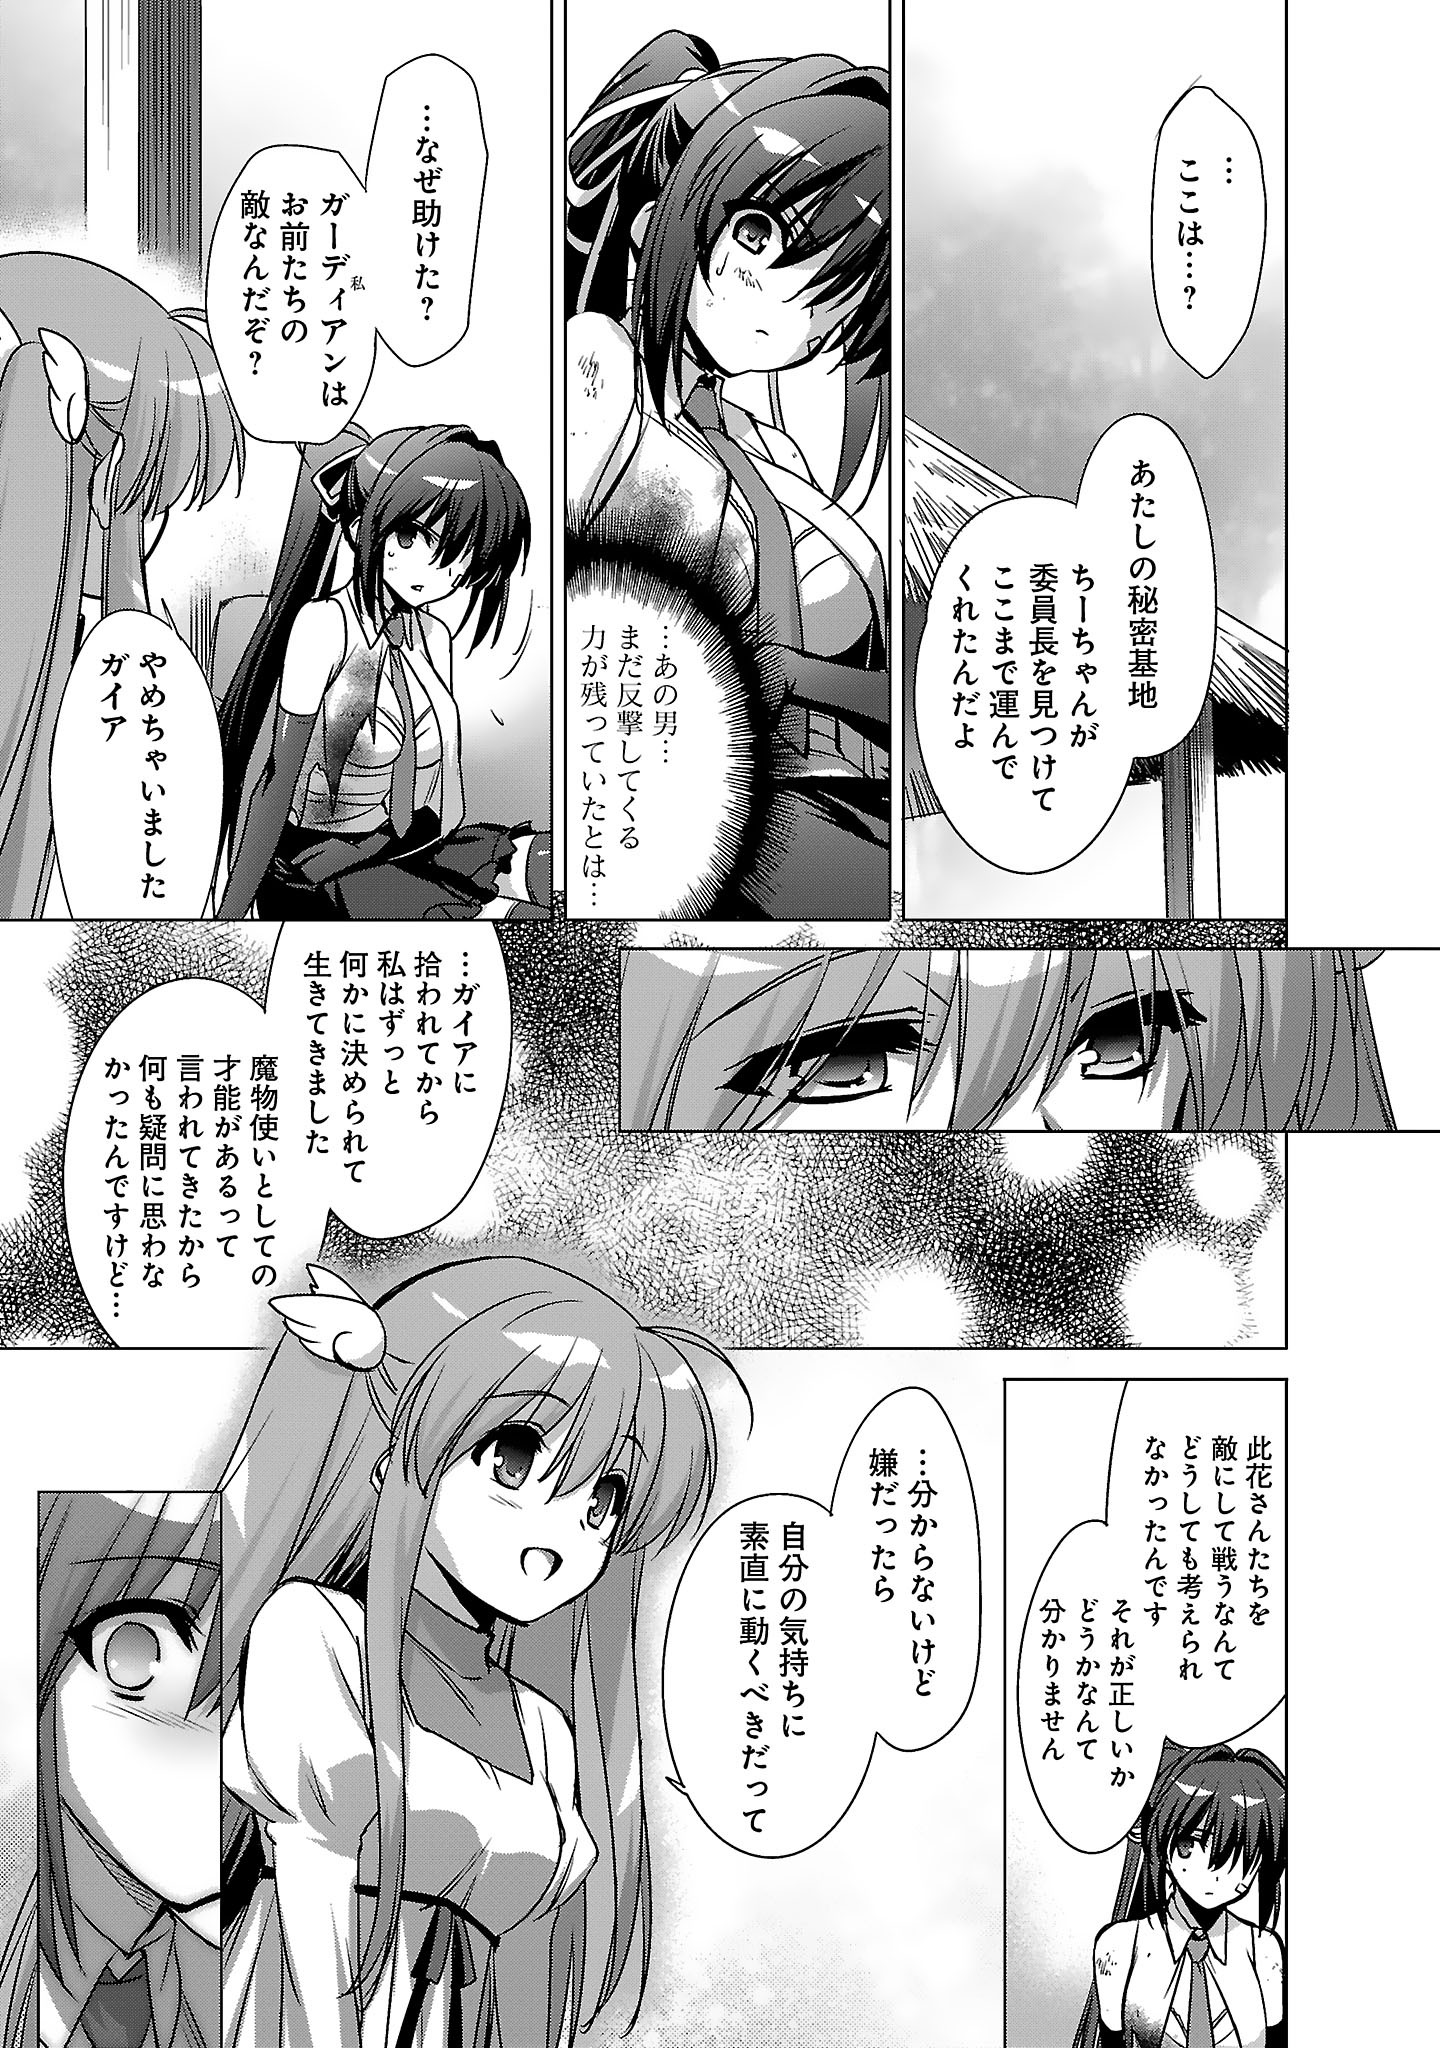 …
ここは…？
あたしの秘密基地
ちーちゃんが
委員長を見つけて
ここまで運んで
くれたんだよ
…あの男…
まだ反撃してくる
力が残っていたとは…
…なぜ助けた？
ガーディアンは
私
お前たちの
敵なんだぞ？
やめちゃいました
ガイア
…ガイアに
拾われてから
私はずっと
何かに決められて
生きてきました
魔物使いとしての
才能があるって
言われてきたから
何も疑問に思わな
かったんですけど…
此花さんたちを
敵にして戦うなんて
どうしても考えられ
なかったんです
それが正しいか
どうかなんて
分かりません
…分からないけど
嫌だったら
自分の気持ちに
素直に動くべきだって